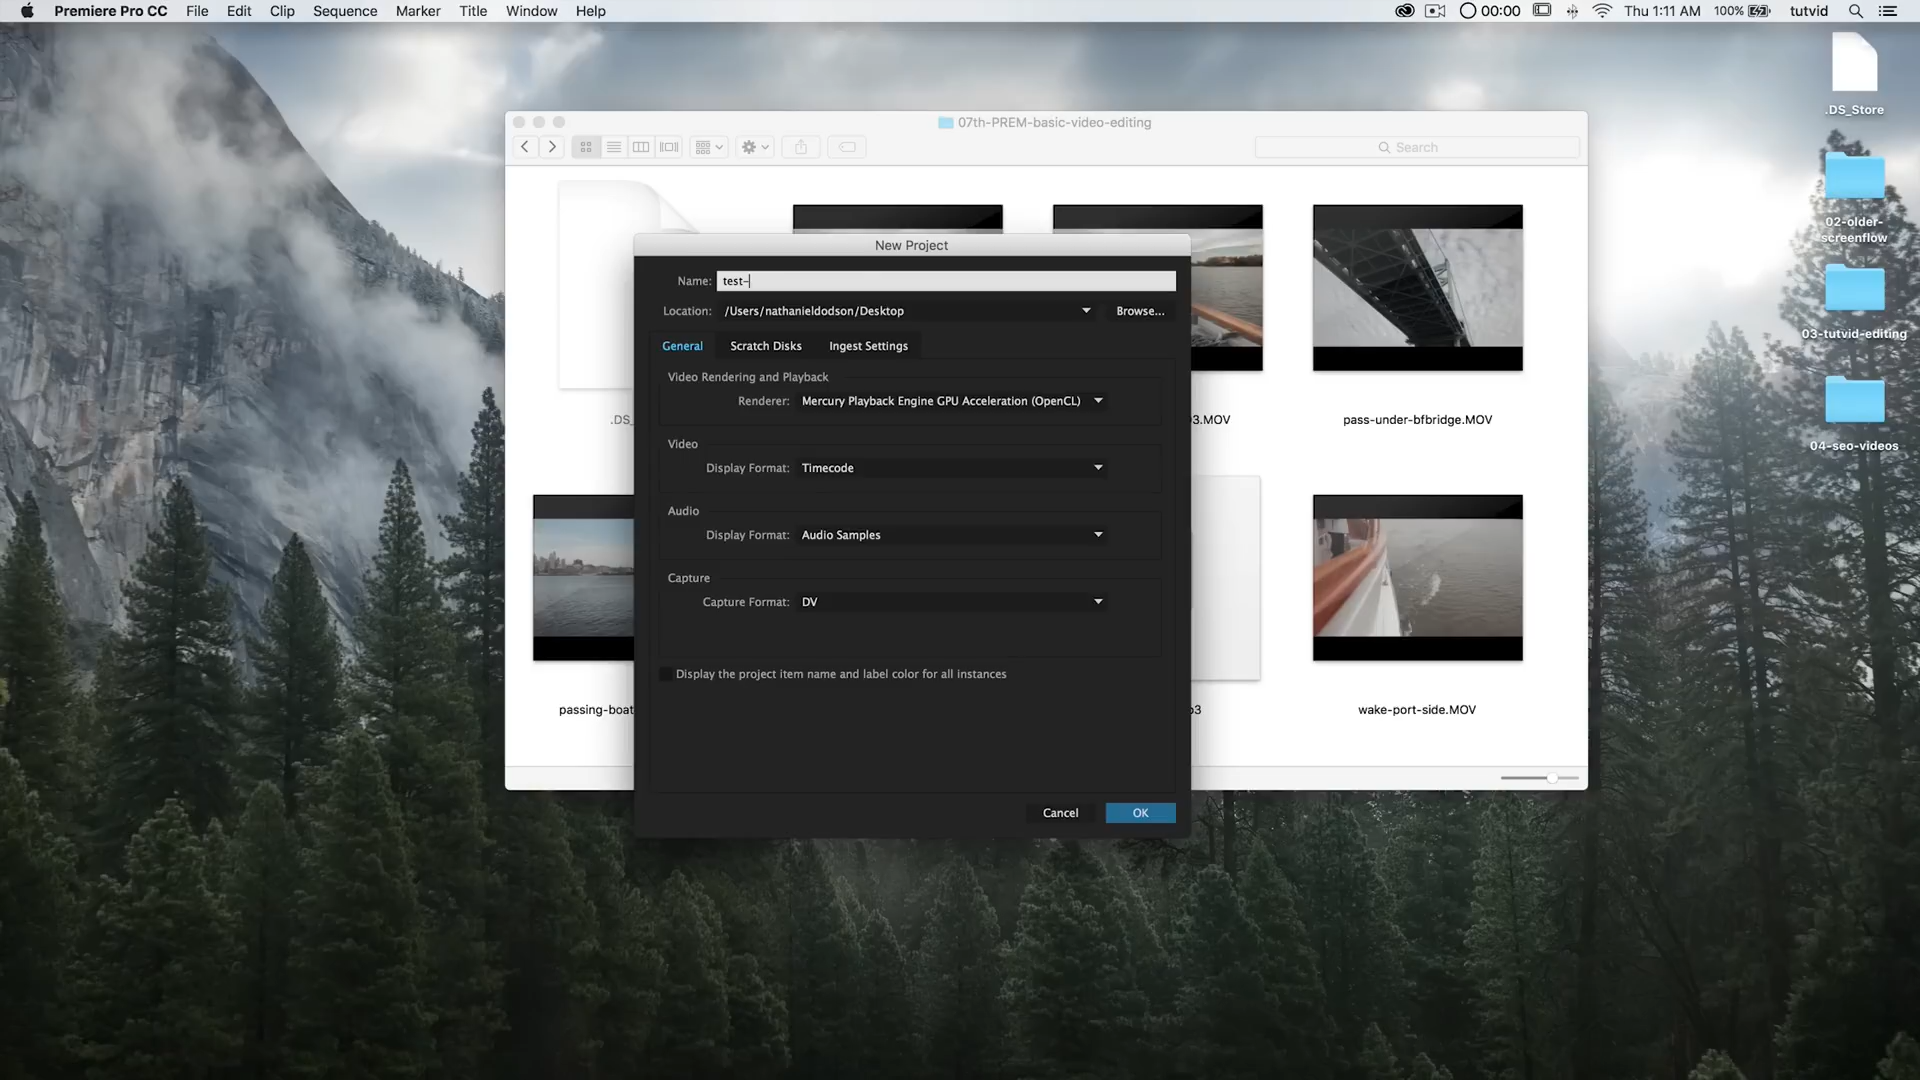 Premiere Pro CC File Edit Clip Sequence Marker Title Window Help 00:00 Thu 1:11 AM 100% tutvid
.DS_Store
07th-PREM-basic-video-editing
Search
02-older-screenflow
03-tutvid-editing
04-seo-videos
New Project
Name: test-
Location: /Users/nathanieldodson/Desktop Browse...
General Scratch Disks Ingest Settings
Video Rendering and Playback
Renderer: Mercury Playback Engine GPU Acceleration (OpenCL)
Video
Display Format: Timecode
Audio
Display Format: Audio Samples
Capture
Capture Format: DV
Display the project item name and label color for all instances
Cancel OK
.DS_
3.MOV
pass-under-bfbridge.MOV
passing-boat
3
wake-port-side.MOV